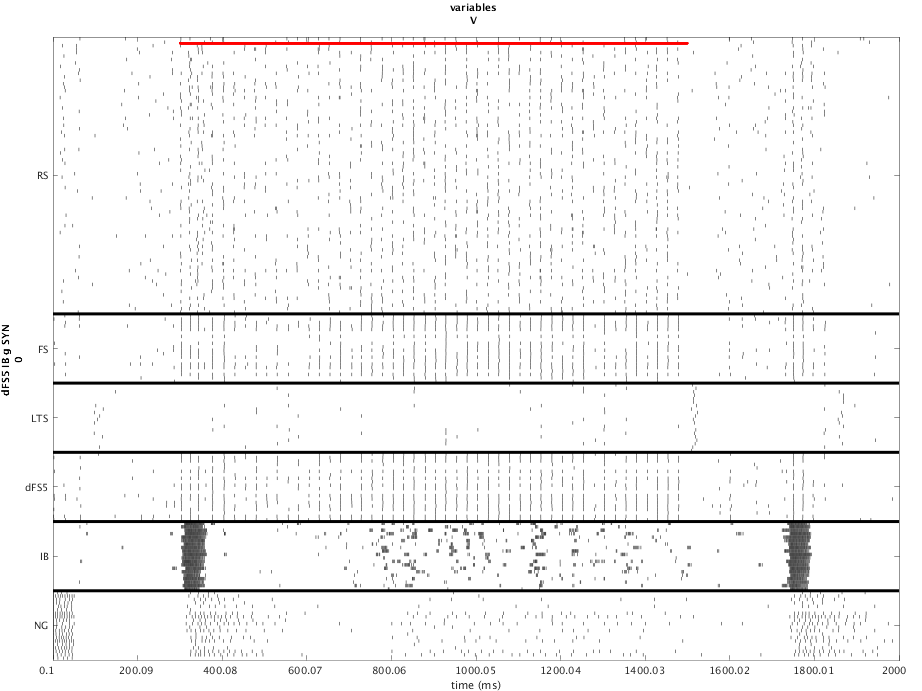 variables
V
RS
FS
LTS
dFS5
IB
NG
dFS5 IB g SYN
0
0.1 200.09 400.08 600.07 800.06 1000.05 1200.04 1400.03 1600.02 1800.01 2000
time (ms)